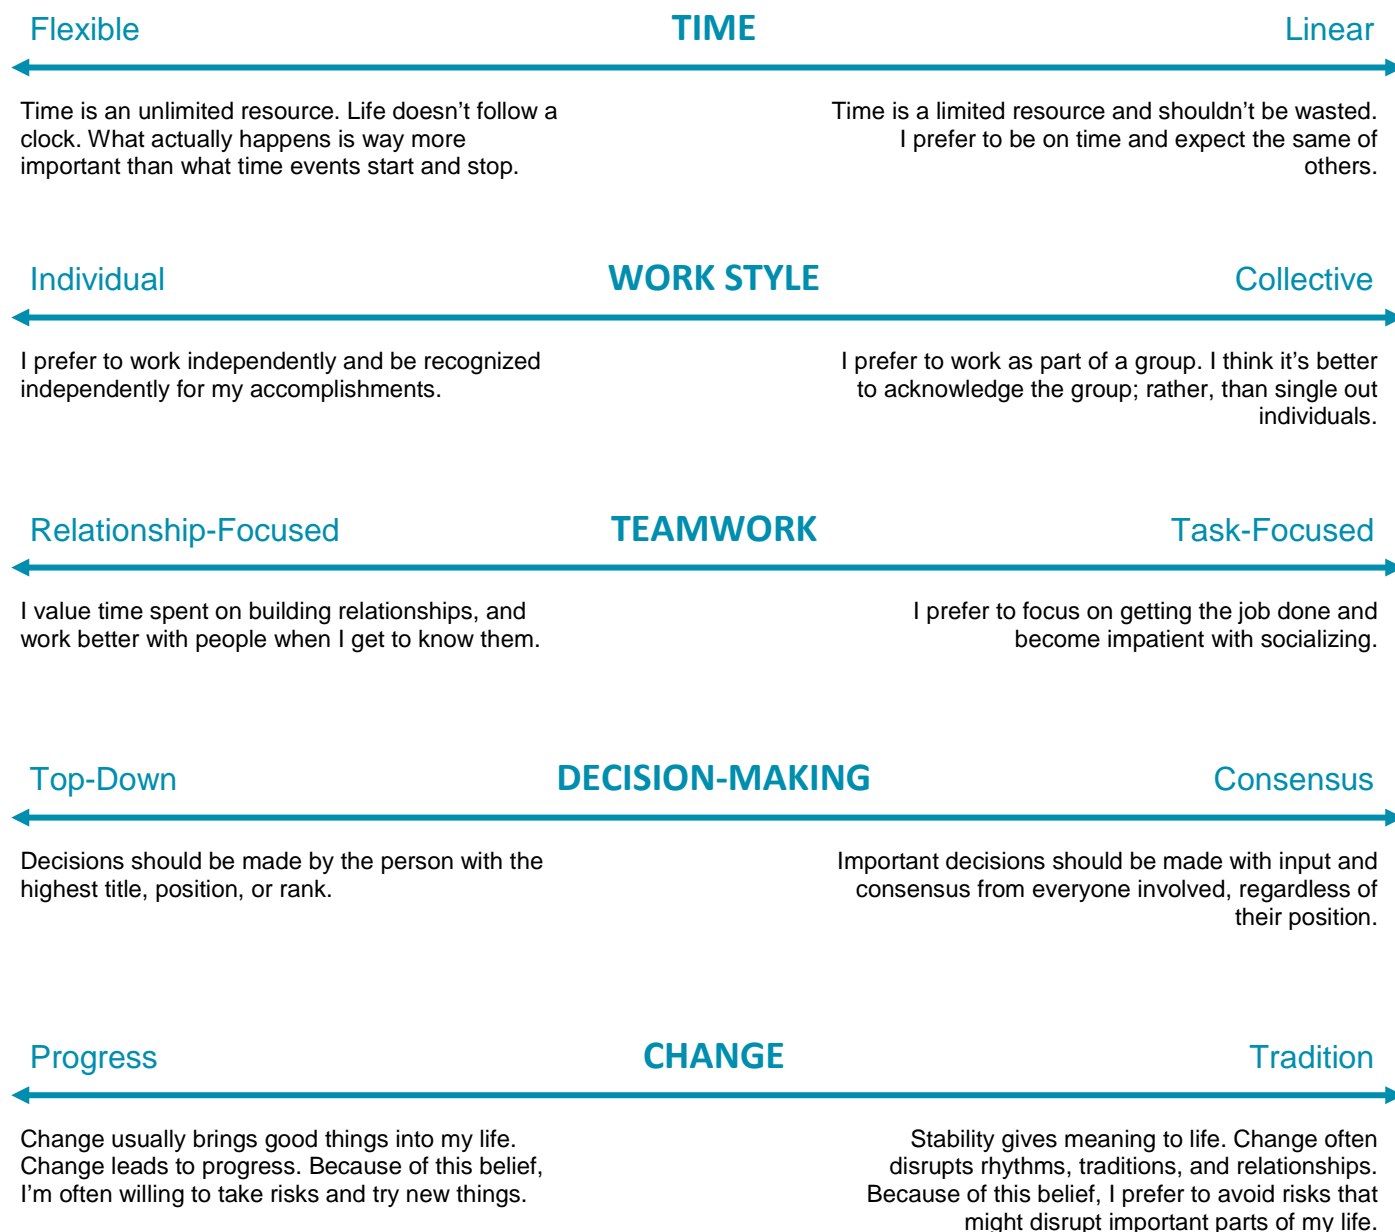 Flexible TIME Linear
Time is an unlimited resource. Life doesn’t follow a
clock. What actually happens is way more
important than what time events start and stop.
Time is a limited resource and shouldn’t be wasted.
I prefer to be on time and expect the same of
others.
Individual WORK STYLE Collective
I prefer to work independently and be recognized
independently for my accomplishments.
I prefer to work as part of a group. I think it’s better
to acknowledge the group; rather, than single out
individuals.
Relationship-Focused TEAMWORK Task-Focused
I value time spent on building relationships, and
work better with people when I get to know them.
I prefer to focus on getting the job done and
become impatient with socializing.
Top-Down DECISION-MAKING Consensus
Decisions should be made by the person with the
highest title, position, or rank.
Important decisions should be made with input and
consensus from everyone involved, regardless of
their position.
Progress CHANGE Tradition
Change usually brings good things into my life.
Change leads to progress. Because of this belief,
I’m often willing to take risks and try new things.
Stability gives meaning to life. Change often
disrupts rhythms, traditions, and relationships.
Because of this belief, I prefer to avoid risks that
might disrupt important parts of my life.